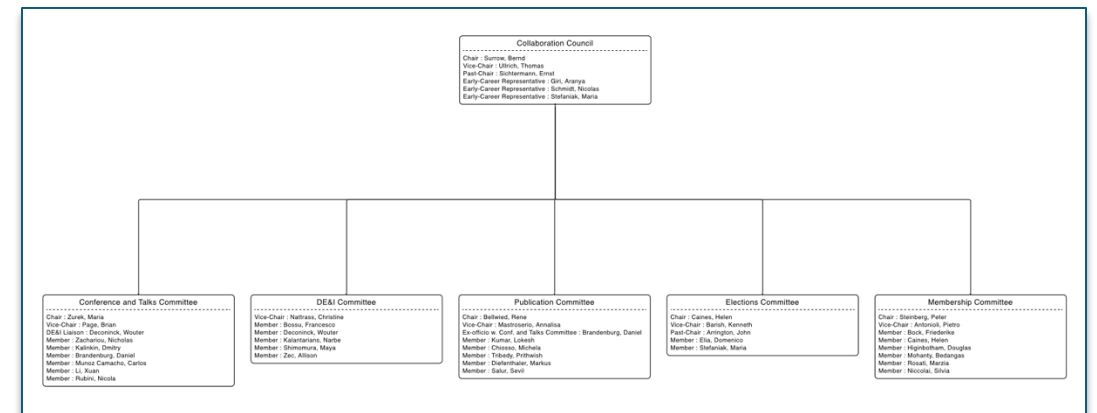 Collaboration Council
Chair : Surrow, Bernd
Vice-Chair : Ullrich, Thomas
Past-Chair : Sichtermann, Ernst
Early-Career Representative : Giri, Aranya
Early-Career Representative : Schmidt, Nicolas
Early-Career Representative : Stefaniak, Maria
Conference and Talks Committee
Chair : Zurek, Maria
Vice-Chair : Page, Brian
DE&I Liaison : Deconinck, Wouter
Member : Zachariou, Nicholas
Member : Kalinkin, Dmitry
Member : Brandenburg, Daniel
Member : Munoz Camacho, Carlos
Member : Li, Xuan
Member : Rubini, Nicola
DE&I Committee
Vice-Chair : Nattrass, Christine
Member : Bossu, Francesco
Member : Deconinck, Wouter
Member : Kalantarians, Narbe
Member : Shimomura, Maya
Member : Zec, Allison
Publication Committee
Chair : Bellwied, Rene
Vice-Chair : Mastroserio, Annalisa
Ex-officio w. Conf. and Talks Committee : Brandenburg, Daniel
Member : Kumar, Lokesh
Member : Chiosso, Michela
Member : Tribedy, Prithwish
Member : Diefenthaler, Markus
Member : Salur, Sevil
Elections Committee
Chair : Caines, Helen
Vice-Chair : Barish, Kenneth
Past-Chair : Arrington, John
Member : Elia, Domenico
Member : Stefaniak, Maria
Membership Committee
Chair : Steinberg, Peter
Vice-Chair : Antonioli, Pietro
Member : Bock, Friederike
Member : Caines, Helen
Member : Higinbotham, Douglas
Member : Mohanty, Bedangas
Member : Rosati, Marzia
Member : Niccolai, Silvia